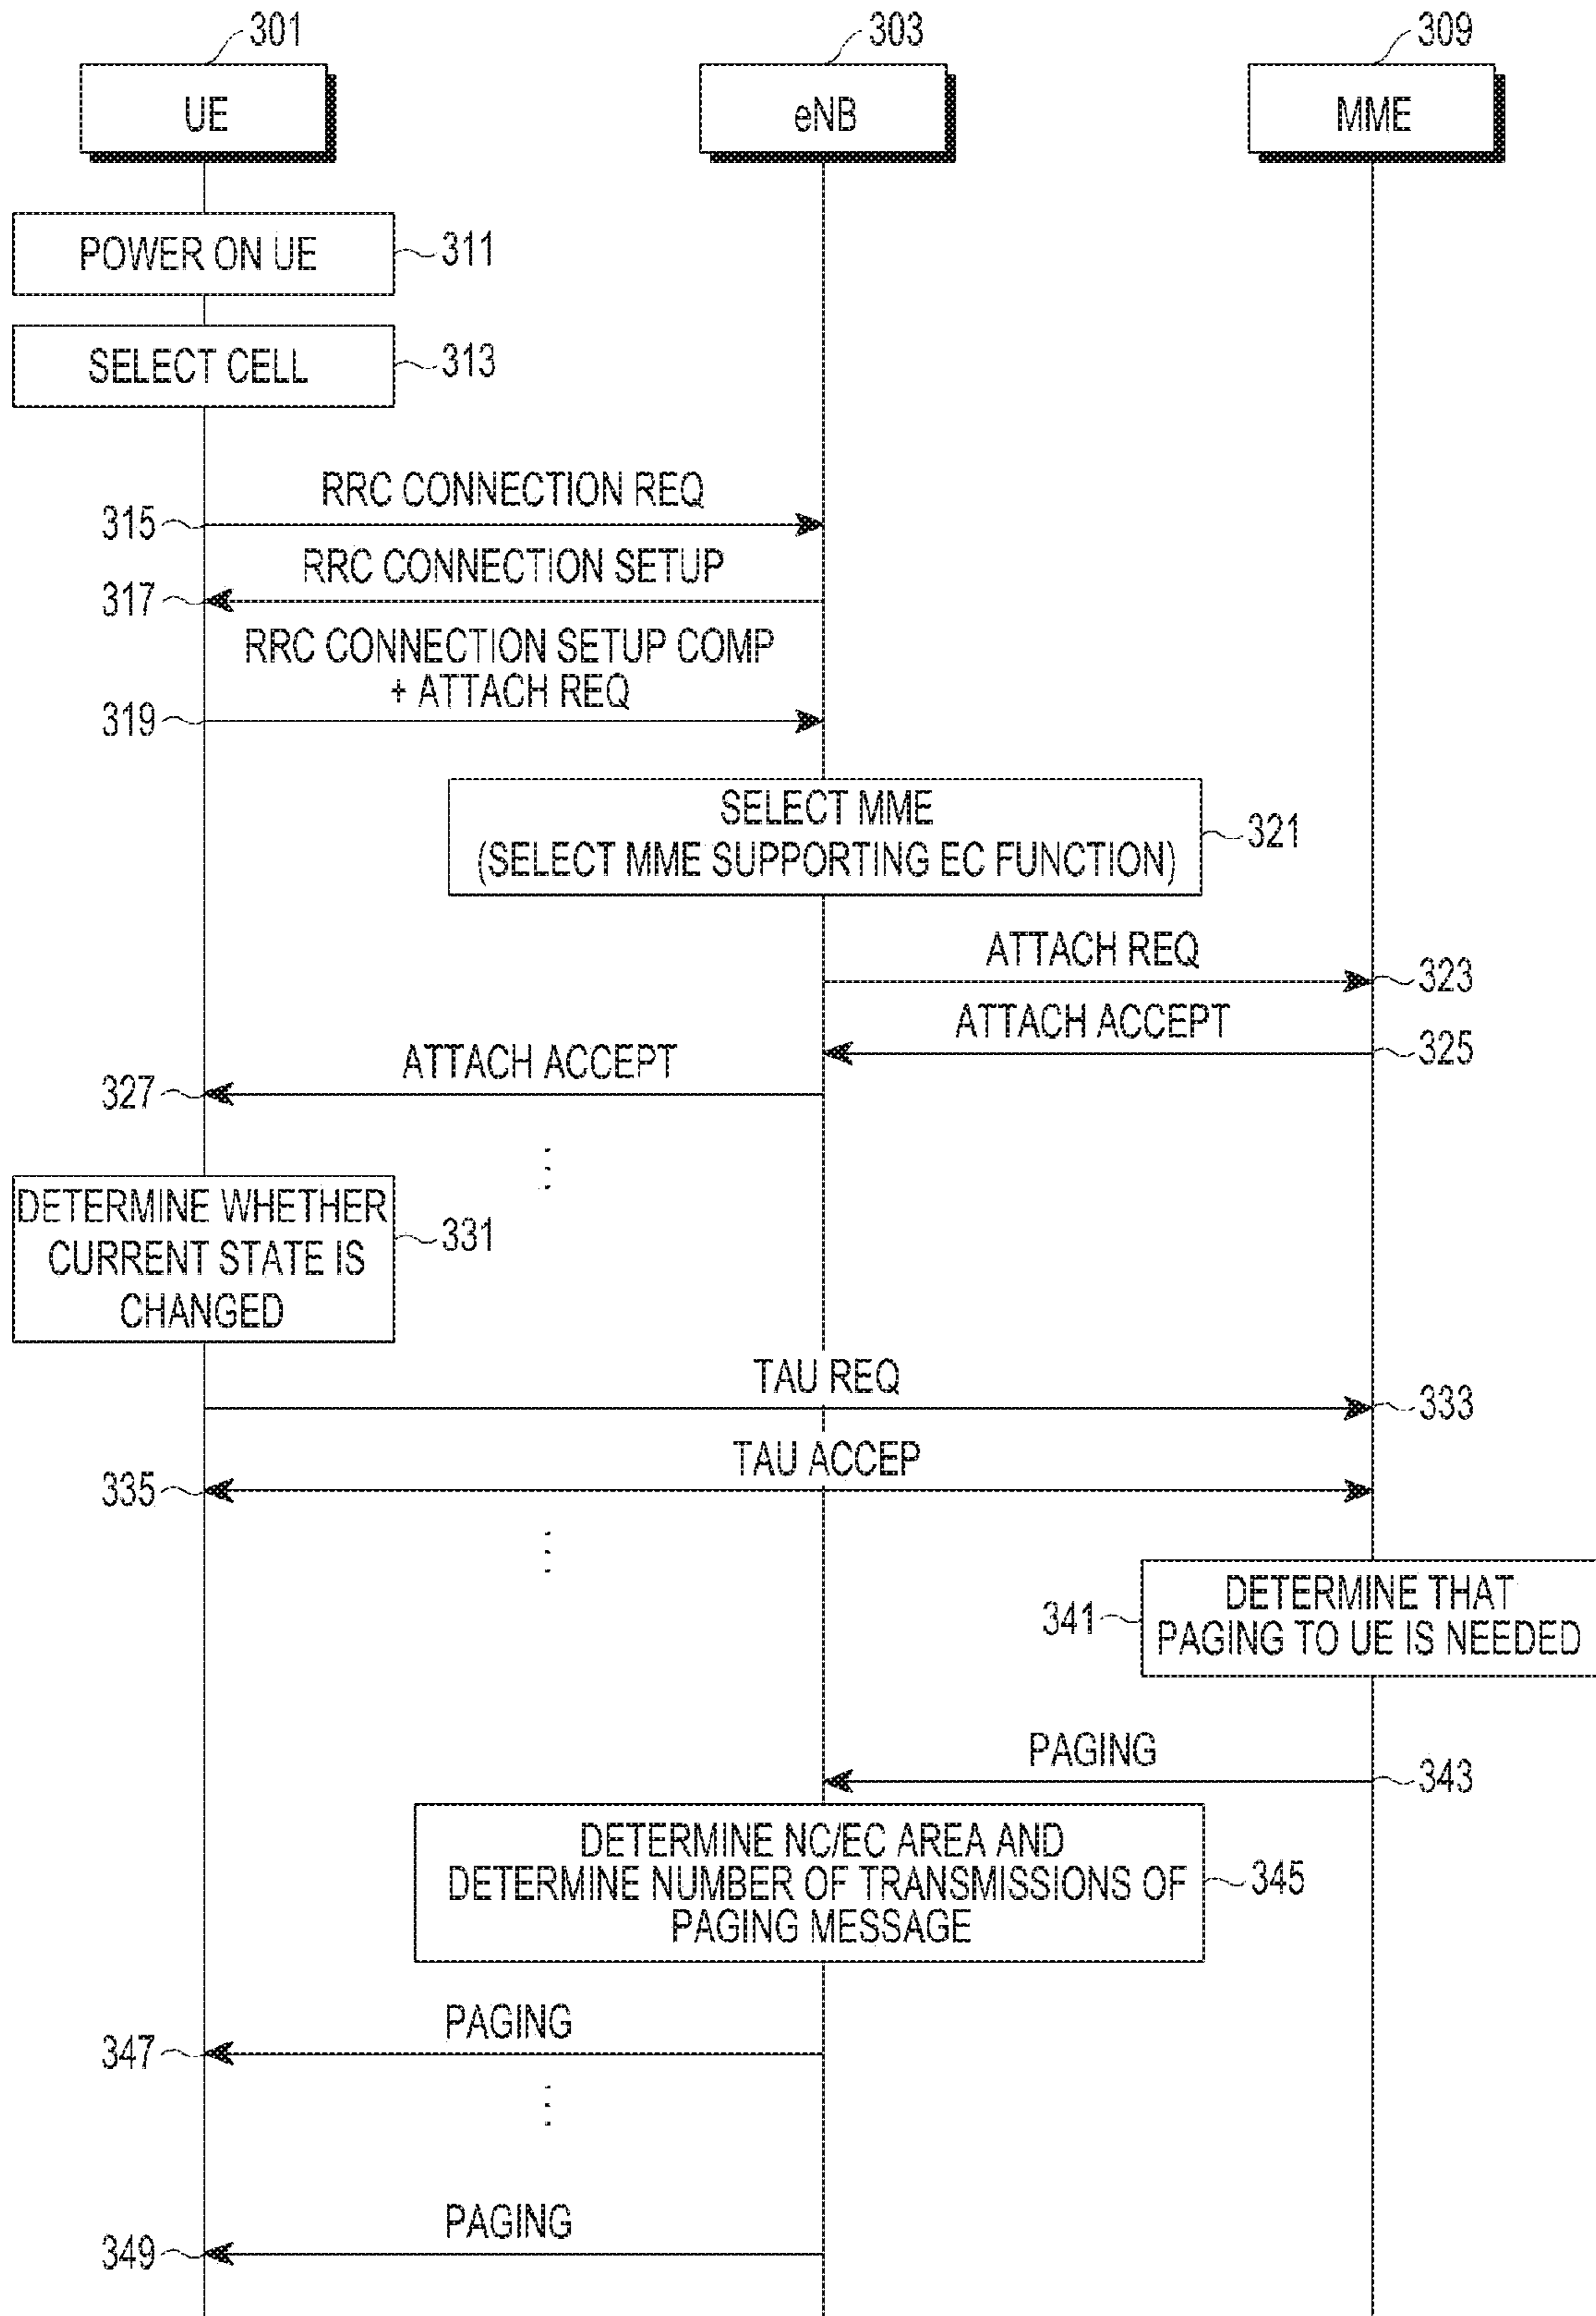 301
303
309
UE
eNB
MME
POWER ON UE
311
SELECT CELL
313
RRC CONNECTION REQ
315
RRC CONNECTION SETUP
317
RRC CONNECTION SETUP COMP
+ ATTACH REQ
319
SELECT MME
(SELECT MME SUPPORTING EC FUNCTION)
321
ATTACH REQ
323
ATTACH ACCEPT
325
ATTACH ACCEPT
327
DETERMINE WHETHER
CURRENT STATE IS
CHANGED
331
TAU REQ
333
TAU ACCEP
335
DETERMINE THAT
PAGING TO UE IS NEEDED
341
PAGING
343
DETERMINE NC/EC AREA AND
DETERMINE NUMBER OF TRANSMISSIONS OF
PAGING MESSAGE
345
PAGING
347
PAGING
349